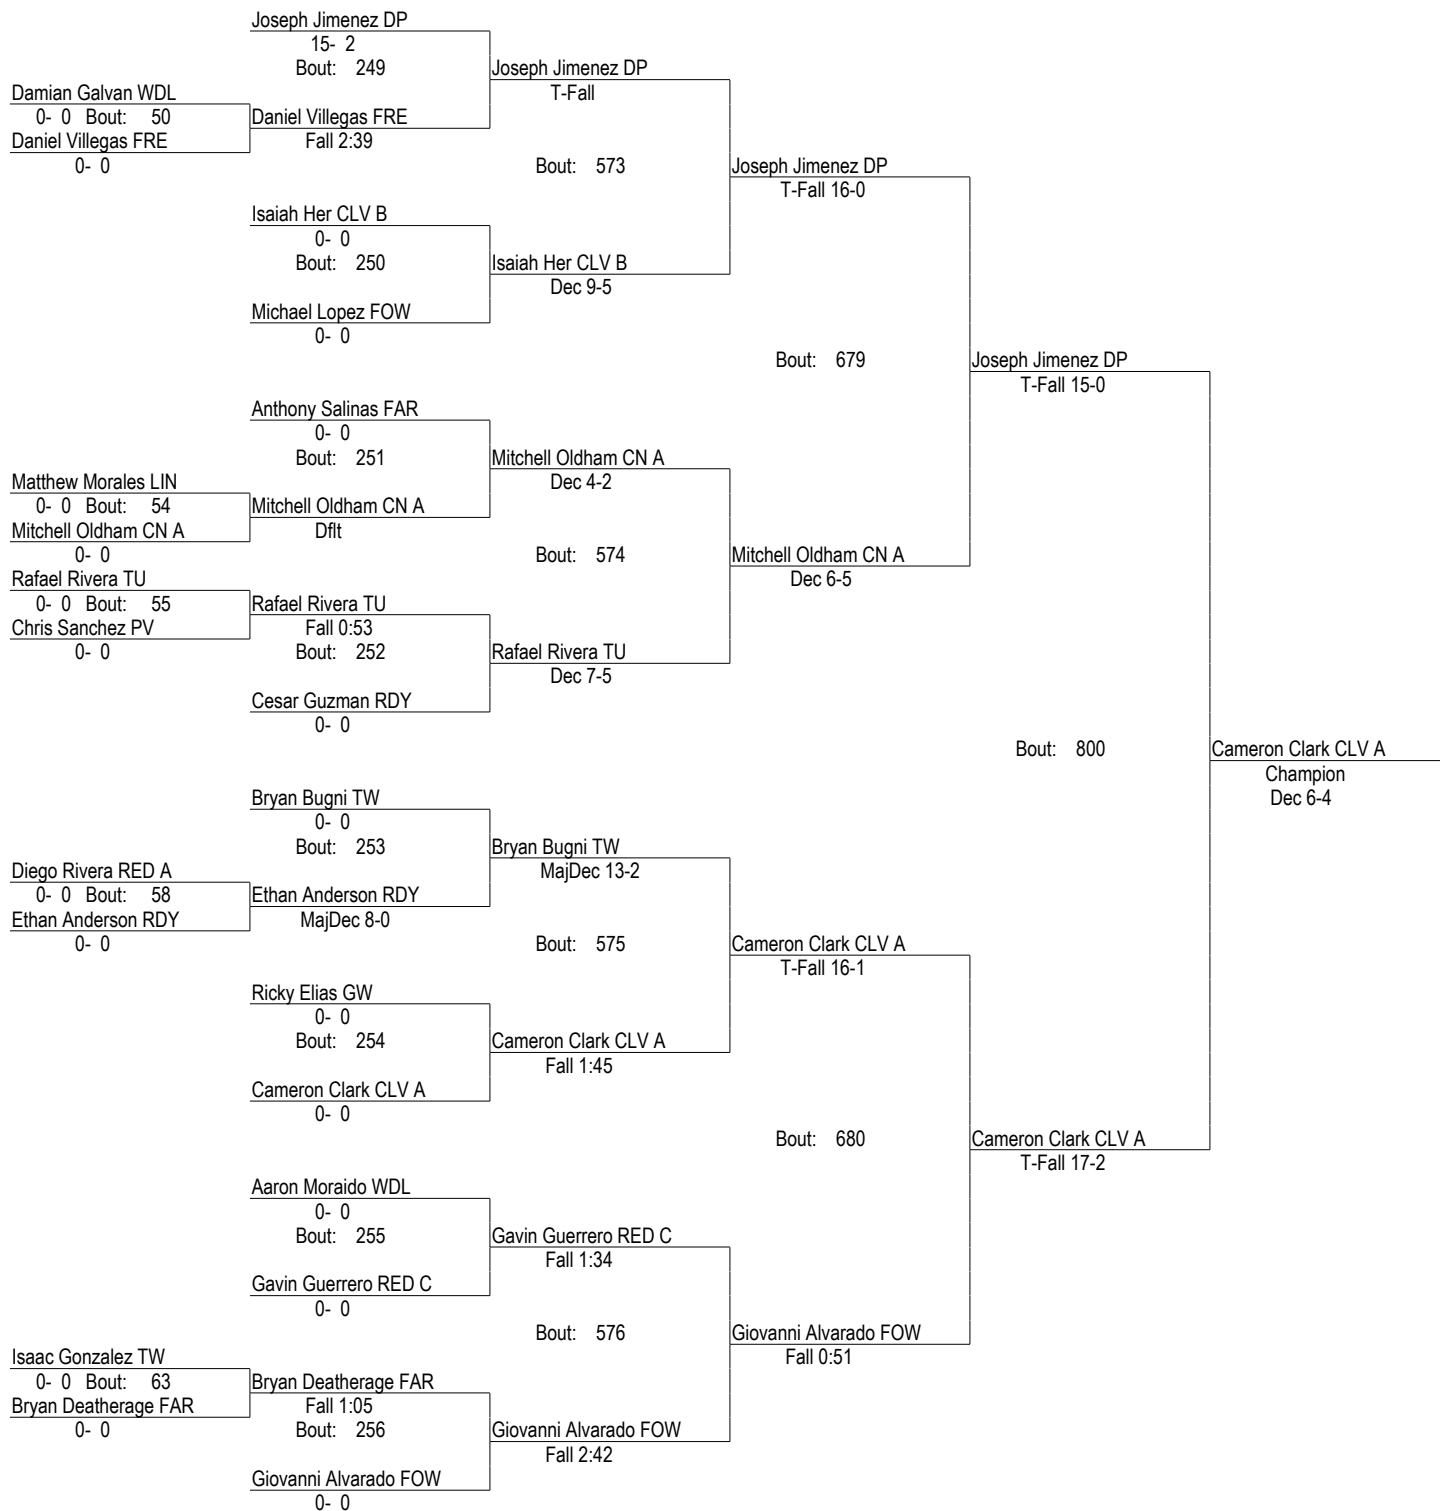 Joseph Jimenez DP
15- 2
Bout: 249
Joseph Jimenez DP
T-Fall
Damian Galvan WDL
0- 0 Bout: 50
Daniel Villegas FRE
Daniel Villegas FRE
Fall 2:39
0- 0
Bout: 573
Joseph Jimenez DP
T-Fall 16-0
Isaiah Her CLV B
0- 0
Bout: 250
Isaiah Her CLV B
Dec 9-5
Michael Lopez FOW
0- 0
Bout: 679
Joseph Jimenez DP
T-Fall 15-0
Anthony Salinas FAR
0- 0
Bout: 251
Mitchell Oldham CN A
Dec 4-2
Matthew Morales LIN
0- 0 Bout: 54
Mitchell Oldham CN A
Mitchell Oldham CN A
Dflt
0- 0
Bout: 574
Mitchell Oldham CN A
Dec 6-5
Rafael Rivera TU
0- 0 Bout: 55
Chris Sanchez PV
0- 0
Rafael Rivera TU
Fall 0:53
Bout: 252
Rafael Rivera TU
Dec 7-5
Cesar Guzman RDY
0- 0
Bout: 800
Cameron Clark CLV A
Champion
Dec 6-4
Bryan Bugni TW
0- 0
Bout: 253
Bryan Bugni TW
MajDec 13-2
Diego Rivera RED A
0- 0 Bout: 58
Ethan Anderson RDY
Ethan Anderson RDY
MajDec 8-0
0- 0
Bout: 575
Cameron Clark CLV A
T-Fall 16-1
Ricky Elias GW
0- 0
Bout: 254
Cameron Clark CLV A
Fall 1:45
Cameron Clark CLV A
0- 0
Bout: 680
Cameron Clark CLV A
T-Fall 17-2
Aaron Moraido WDL
0- 0
Bout: 255
Gavin Guerrero RED C
Fall 1:34
Gavin Guerrero RED C
0- 0
Bout: 576
Giovanni Alvarado FOW
Fall 0:51
Isaac Gonzalez TW
0- 0 Bout: 63
Bryan Deatherage FAR
0- 0
Bryan Deatherage FAR
Fall 1:05
Bout: 256
Giovanni Alvarado FOW
Fall 2:42
Giovanni Alvarado FOW
0- 0